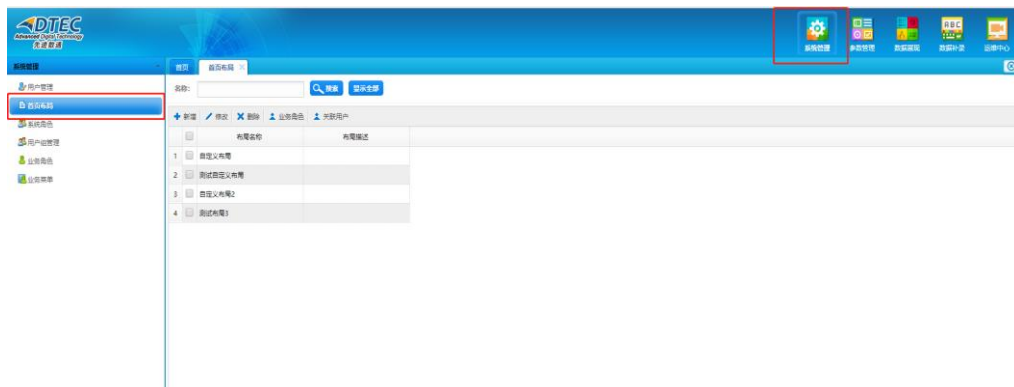 ADTEC
Advanced Digital Technology
先进数通
系统管理 参数管理 数据展现 数据补录 运维中心
系统管理
首页 首页布局
用户管理
首页布局
系统角色
用户组管理
业务角色
业务菜单
名称: 搜索 显示全部
新增 修改 删除 业务角色 关联用户
布局名称 布局描述
1 自定义布局
2 测试自定义布局
3 自定义布局2
4 测试布局3